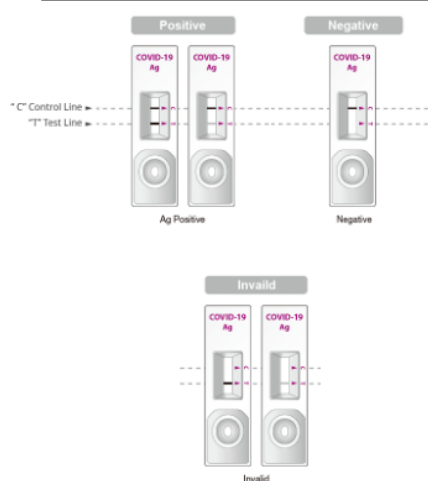 Positive
Negative
COVID-19
Ag
COVID-19
Ag
COVID-19
Ag
"C" Control Line ►
C
C
C
"T" Test Line ►
T
T
T
Ag Positive
Negative
Invaild
COVID-19
Ag
COVID-19
Ag
C
C
T
T
Invalid